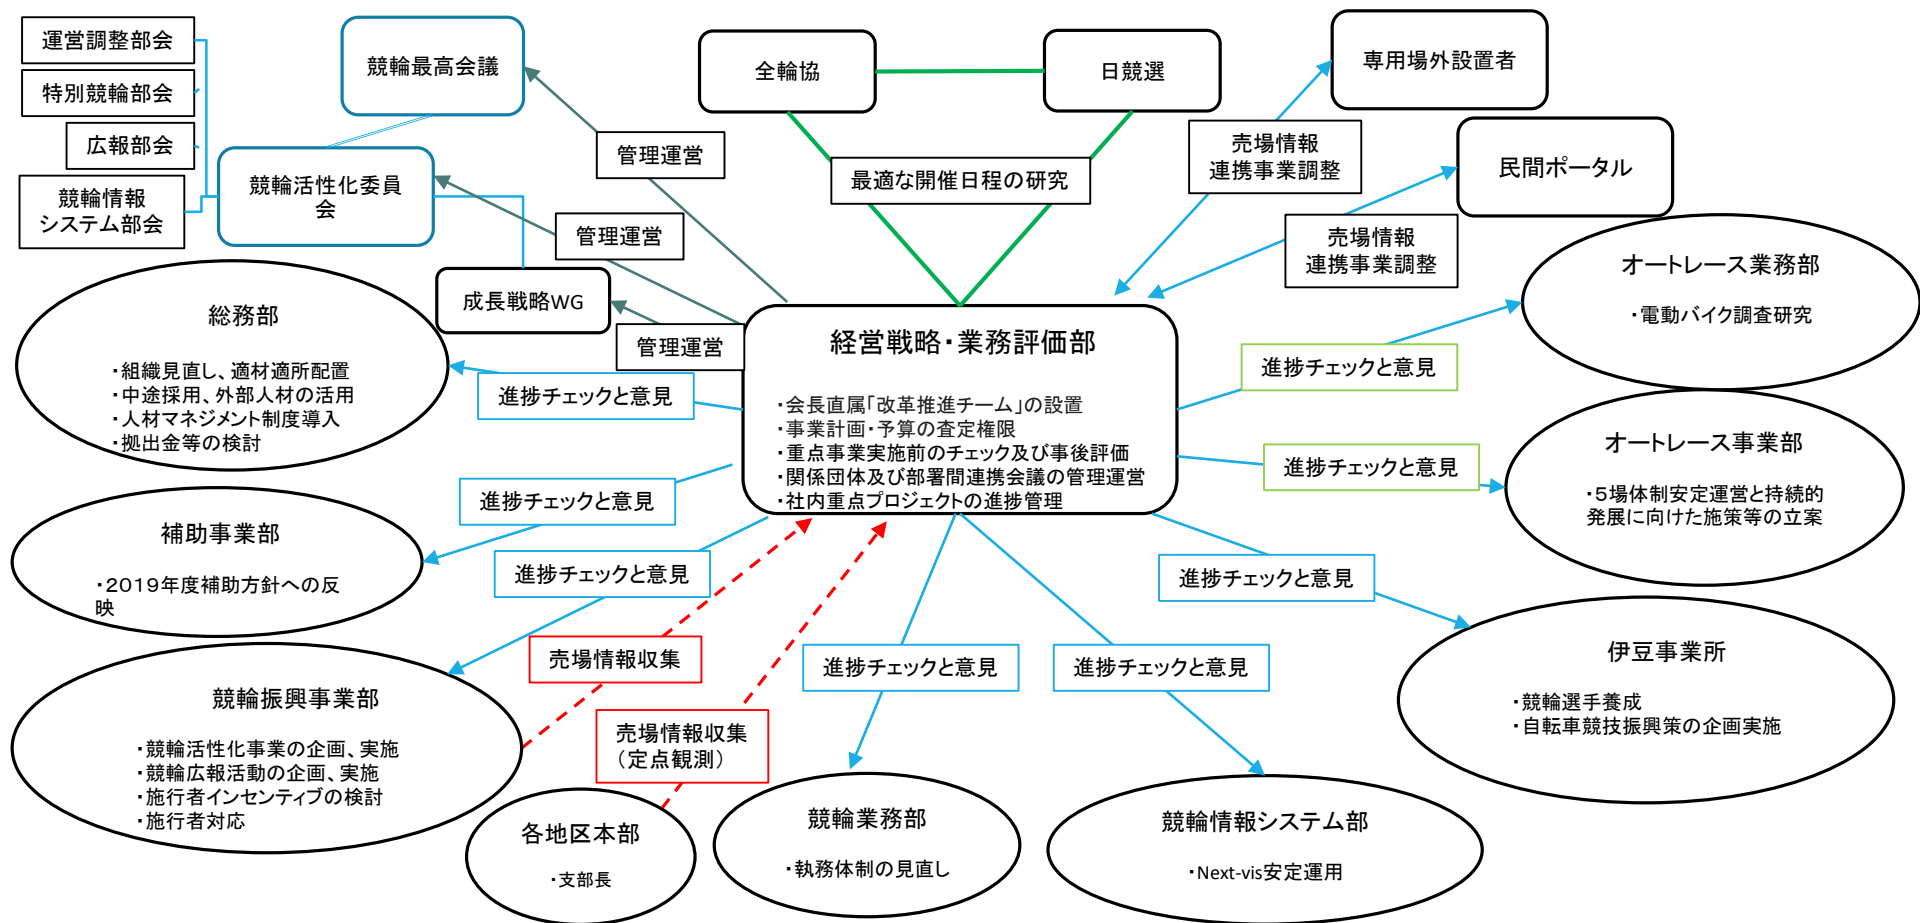 運営調整部会
特別競輪部会
広報部会
競輪情報
システム部会
競輪最高会議
競輪活性化委員
会
成長戦略WG
全輪協
日競選
最適な開催日程の研究
専用場外設置者
民間ポータル
売場情報
連携事業調整
売場情報
連携事業調整
管理運営
管理運営
管理運営
経営戦略・業務評価部
・会長直属「改革推進チーム」の設置
・事業計画・予算の査定権限
・重点事業実施前のチェック及び事後評価
・関係団体及び部署間連携会議の管理運営
・社内重点プロジェクトの進捗管理
総務部
・組織見直し、適材適所配置
・中途採用、外部人材の活用
・人材マネジメント制度導入
・拠出金等の検討
進捗チェックと意見
補助事業部
・2019年度補助方針への反
映
進捗チェックと意見
競輪振興事業部
・競輪活性化事業の企画、実施
・競輪広報活動の企画、実施
・施行者インセンティブの検討
・施行者対応
進捗チェックと意見
売場情報収集
売場情報収集
（定点観測）
各地区本部
・支部長
進捗チェックと意見
競輪業務部
・執務体制の見直し
進捗チェックと意見
競輪情報システム部
・Next-vis安定運用
進捗チェックと意見
伊豆事業所
・競輪選手養成
・自転車競技振興策の企画実施
進捗チェックと意見
オートレース事業部
・5場体制安定運営と持続的
発展に向けた施策等の立案
進捗チェックと意見
オートレース業務部
・電動バイク調査研究